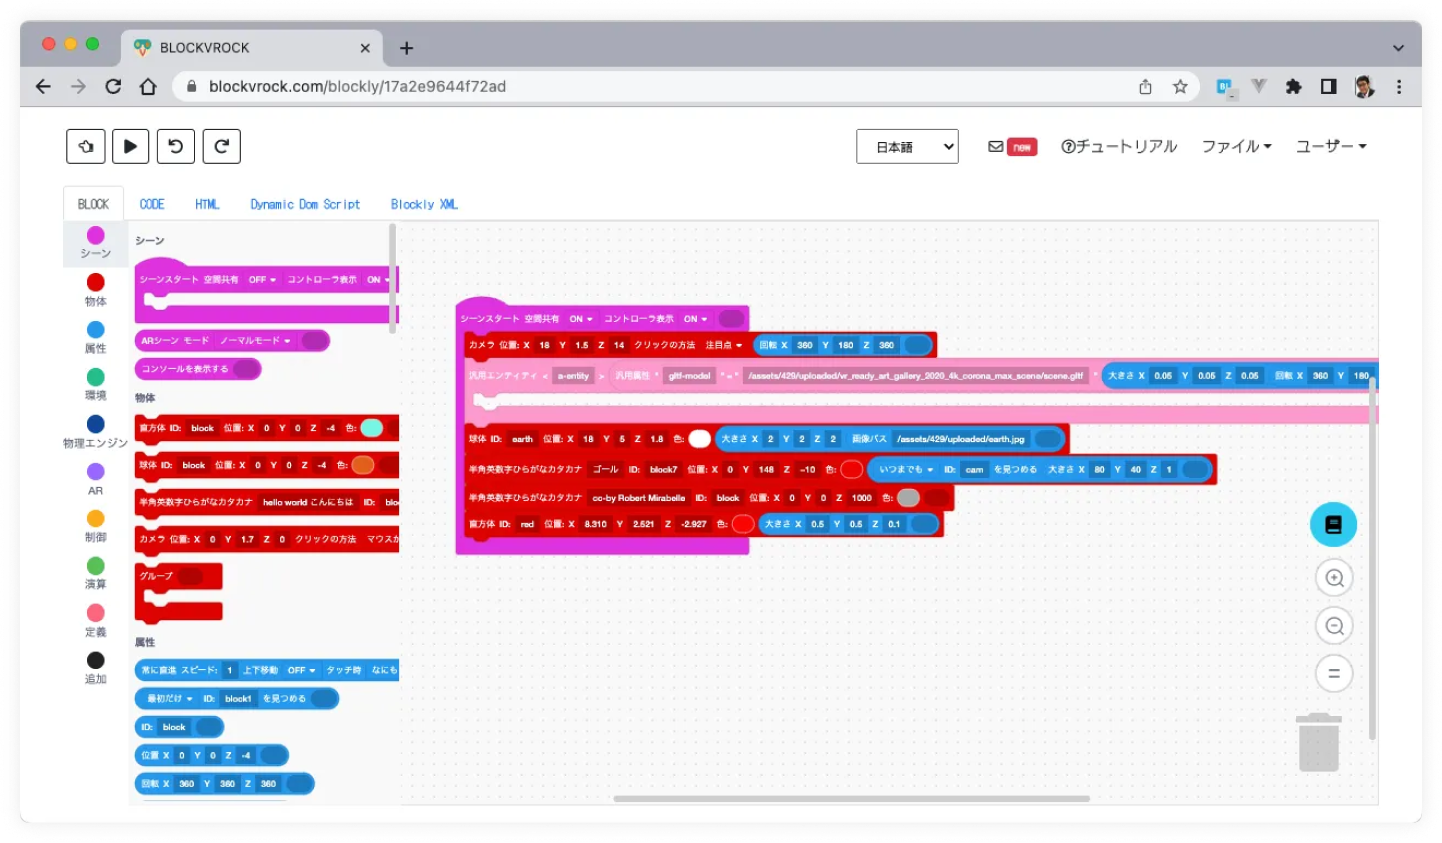 BLOCKVROCK
blockvrock.com/blockly/17a2e9644f72ad
日本語
new
チュートリアル
ファイル
ユーザー
BLOCK
CODE
HTML
Dynamic Dom Script
Blockly XML
シーン
物体
属性
環境
物理エンジン
AR
制御
演算
定義
追加
シーン
シーンスタート 空間共有 OFF コントローラ表示 ON
ARシーン モード ノーマルモード
コンソールを表示する
物体
直方体 ID: block 位置: X 0 Y 0 Z -4 色:
球体 ID: block 位置: X 0 Y 0 Z -4 色:
半角英数字ひらがなカタカナ hello world こんにちは ID: bloc
カメラ 位置: X 0 Y 1.7 Z 0 クリックの方法 マウスカ
グループ
属性
常に直進 スピード: 1 上下移動 OFF タッチ時 なにも
最初だけ ID: block1 を見つめる
ID: block
位置 X 0 Y 0 Z -4
回転 X 360 Y 360 Z 360
シーンスタート 空間共有 ON コントローラ表示 ON
カメラ 位置: X 18 Y 1.5 Z 14 クリックの方法 注目点 回転 X 360 Y 180 Z 360
汎用エンティティ < a-entity > 汎用属性 " gltf-model " = " /assets/429/uploaded/vr_ready_art_gallery_2020_4k_corona_max_scene/scene.gltf " 大きさ X 0.05 Y 0.05 Z 0.05 回転 X 360 Y 180
球体 ID: earth 位置: X 18 Y 5 Z 1.8 色: 大きさ X 2 Y 2 Z 2 画像パス /assets/429/uploaded/earth.jpg
半角英数字ひらがなカタカナ ゴール ID: block7 位置: X 0 Y 148 Z -10 色: いつまでも ID: cam を見つめる 大きさ X 80 Y 40 Z 1
半角英数字ひらがなカタカナ cc-by Robert Mirabelle ID: block 位置: X 0 Y 0 Z 1000 色:
直方体 ID: red 位置: X 8.310 Y 2.521 Z -2.927 色: 大きさ X 0.5 Y 0.5 Z 0.1